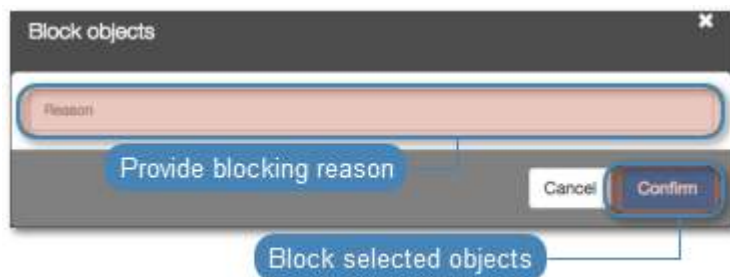 Block objects
Reason
Provide blocking reason
Cancel
Confirm
Block selected objects